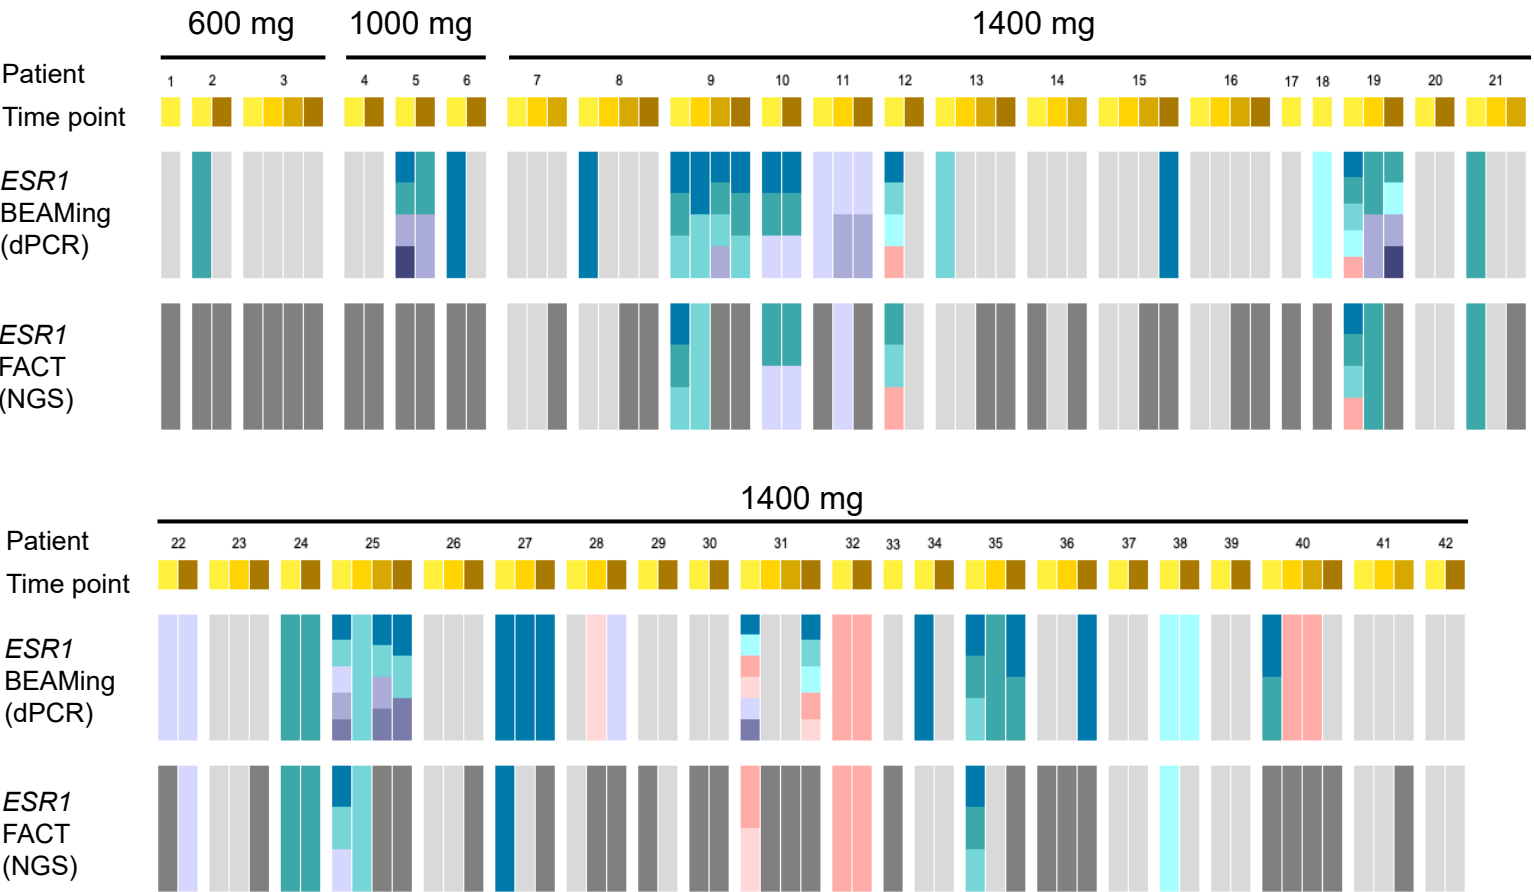 600 mg 1000 mg 1400 mg
Patient 1 2 3 4 5 6 7 8 9 10 11 12 13 14 15 16 17 18 19 20 21
Time point
ESR1
BEAMing
(dPCR)
ESR1
FACT
(NGS)
1400 mg
Patient 22 23 24 25 26 27 28 29 30 31 32 33 34 35 36 37 38 39 40 41 42
Time point
ESR1
BEAMing
(dPCR)
ESR1
FACT
(NGS)